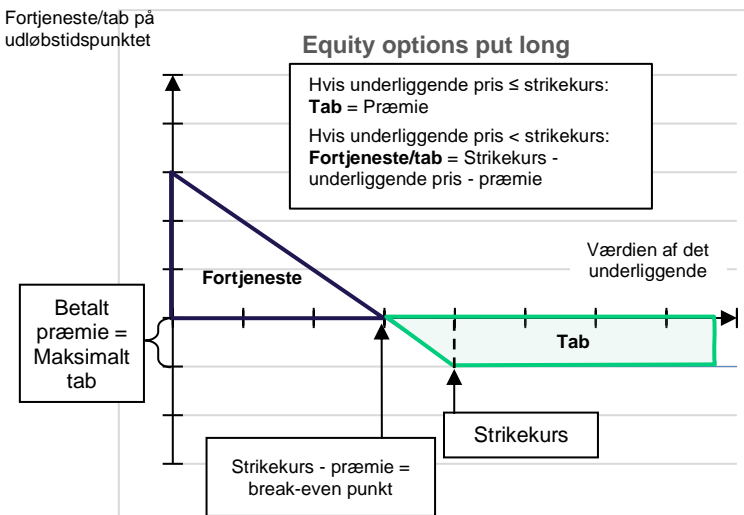 Fortjeneste/tab på
udløbstidspunktet
Equity options put long
Hvis underliggende pris ≤ strikekurs:
Tab = Præmie
Hvis underliggende pris < strikekurs:
Fortjeneste/tab = Strikekurs -
underliggende pris - præmie
Værdien af det
underliggende
Fortjeneste
Betalt
præmie =
Maksimalt
tab
Tab
Strikekurs
Strikekurs - præmie =
break-even punkt